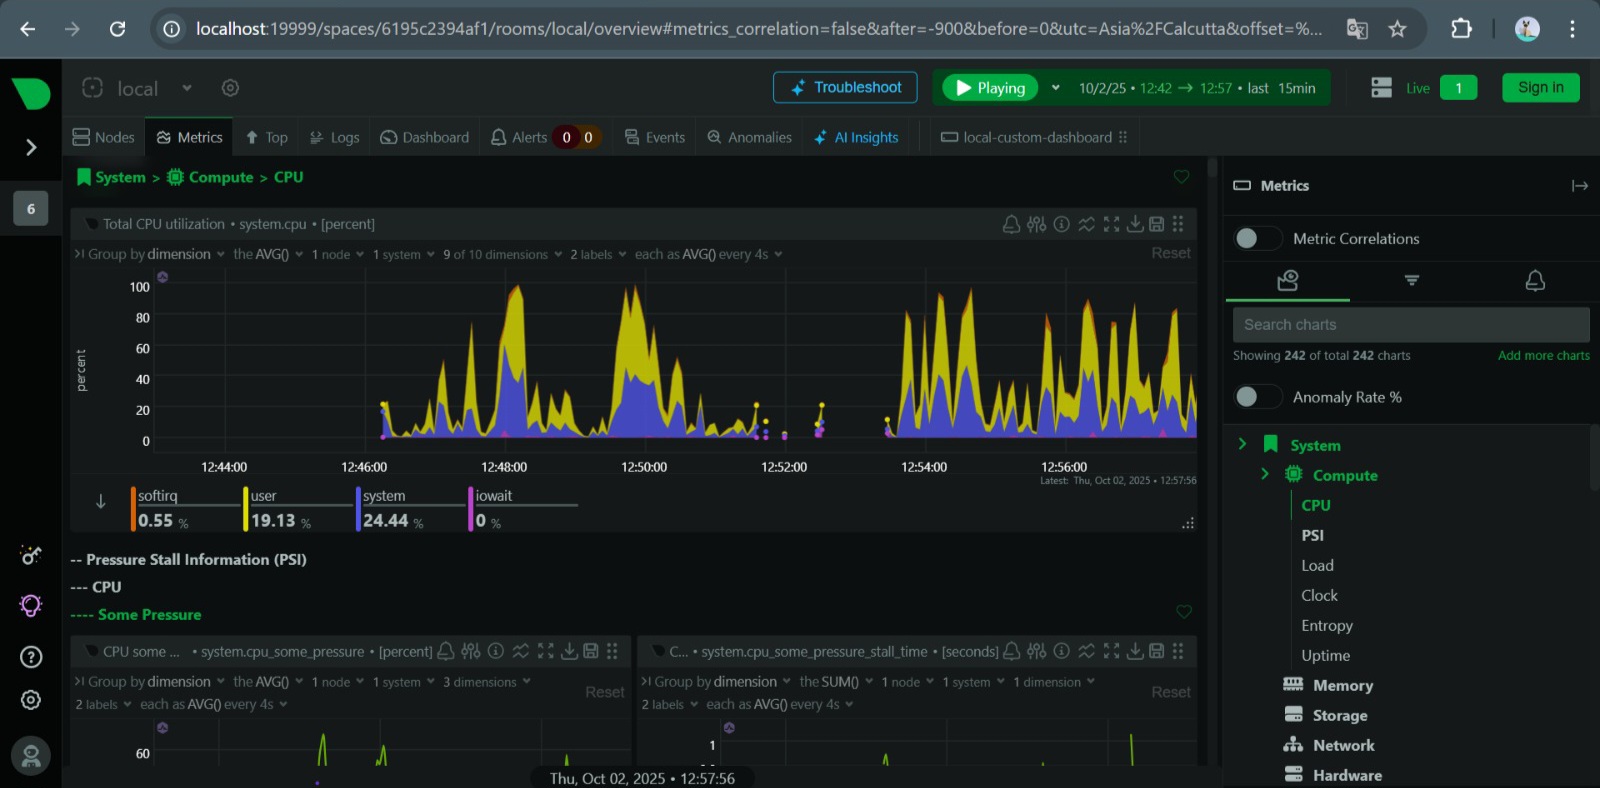 localhost:19999/spaces/6195c2394af1/rooms/local/overview#metrics_correlation=false&after=-900&before=0&utc=Asia%2FCalcutta&offset=%...
local
Troubleshoot
Playing
10/2/25 • 12:42 → 12:57 • last 15min
Live
1
Sign In
Nodes
Metrics
Top
Logs
Dashboard
Alerts 0 0
Events
Anomalies
AI Insights
local-custom-dashboard
6
System > Compute > CPU
Total CPU utilization • system.cpu • [percent]
Group by dimension the AVG() 1 node 1 system 9 of 10 dimensions 2 labels each as AVG() every 4s
Reset
percent
100
80
60
40
20
0
12:44:00 12:46:00 12:48:00 12:50:00 12:52:00 12:54:00 12:56:00
Latest: Thu, Oct 02, 2025 • 12:57:56
softirq user system iowait
0.55 % 19.13 % 24.44 % 0 %
-- Pressure Stall Information (PSI)
--- CPU
---- Some Pressure
CPU some ... • system.cpu_some_pressure • [percent]
Group by dimension the AVG() 1 node 1 system 3 dimensions
2 labels each as AVG() every 4s
Reset
60
C... • system.cpu_some_pressure_stall_time • [seconds]
Group by dimension the SUM() 1 node 1 system 1 dimension
2 labels each as AVG() every 4s
Reset
1
Thu, Oct 02, 2025 • 12:57:56
Metrics
Metric Correlations
Search charts
Showing 242 of total 242 charts
Add more charts
Anomaly Rate %
System
Compute
CPU
PSI
Load
Clock
Entropy
Uptime
Memory
Storage
Network
Hardware